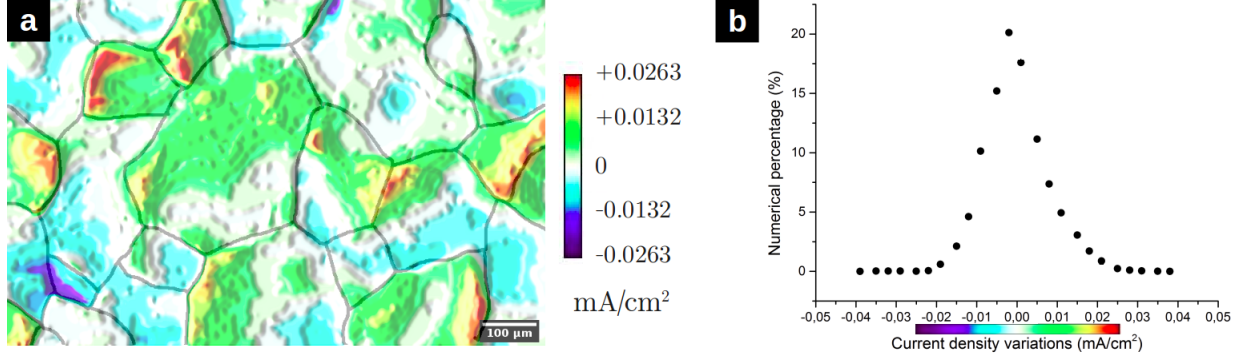 a
+0.0263
+0.0132
0
-0.0132
-0.0263
mA/cm²
100 µm
b
Numerical percentage (%)
20
15
10
5
0
-0,05 -0,04 -0,03 -0,02 -0,01 0,00 0,01 0,02 0,03 0,04 0,05
Current density variations (mA/cm²)